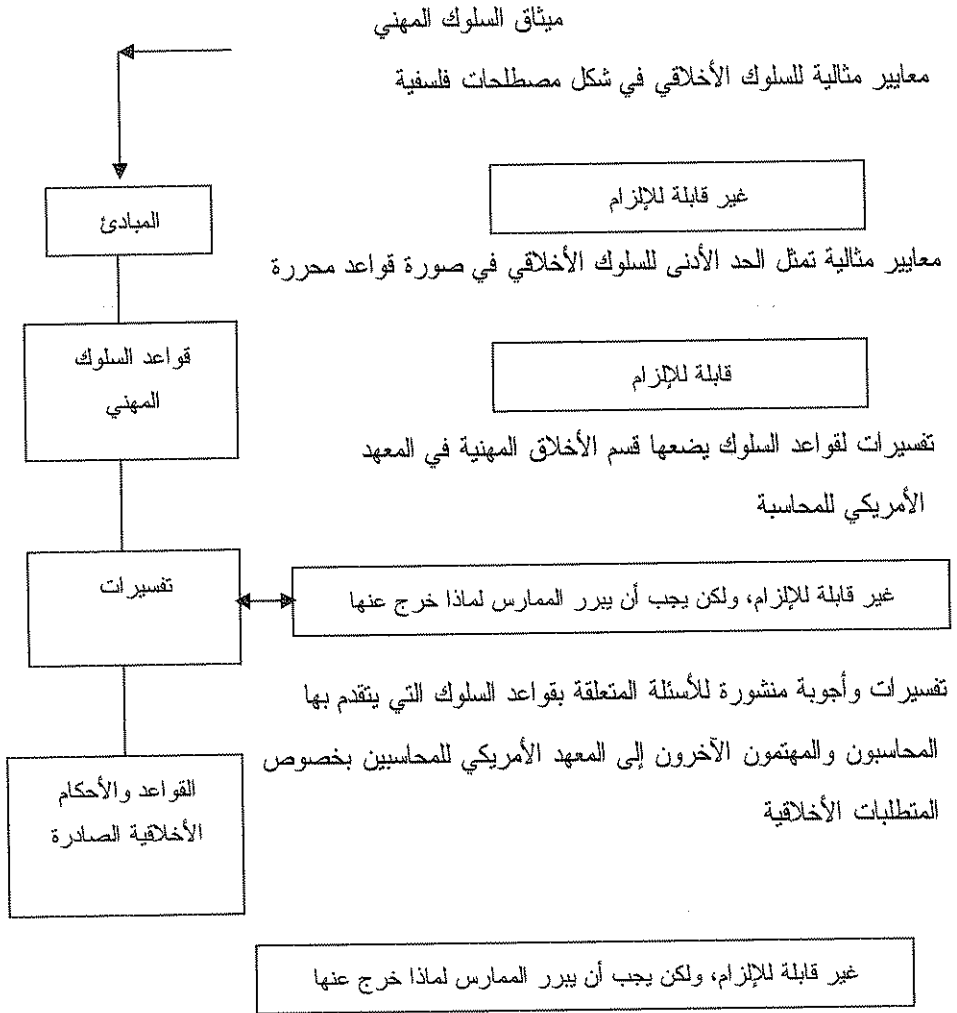 ميثاق السلوك المهني
معايير مثالية للسلوك الأخلاقي في شكل مصطلحات فلسفية
المبادئ
غير قابلة للإلزام
معايير مثالية تمثل الحد الأدنى للسلوك الأخلاقي في صورة قواعد محررة
قواعد السلوك
المهني
قابلة للإلزام
تفسيرات لقواعد السلوك يضعها قسم الأخلاق المهنية في المعهد
الأمريكي للمحاسبة
تفسيرات
غير قابلة للإلزام، ولكن يجب أن يبرر الممارس لماذا خرج عنها
تفسيرات وأجوبة منشورة للأسئلة المتعلقة بقواعد السلوك التي يتقدم بها
المحاسبون والمهتمون الآخرون إلى المعهد الأمريكي للمحاسبين بخصوص
المتطلبات الأخلاقية
القواعد والأحكام
الأخلاقية الصادرة
غير قابلة للإلزام، ولكن يجب أن يبرر الممارس لماذا خرج عنها